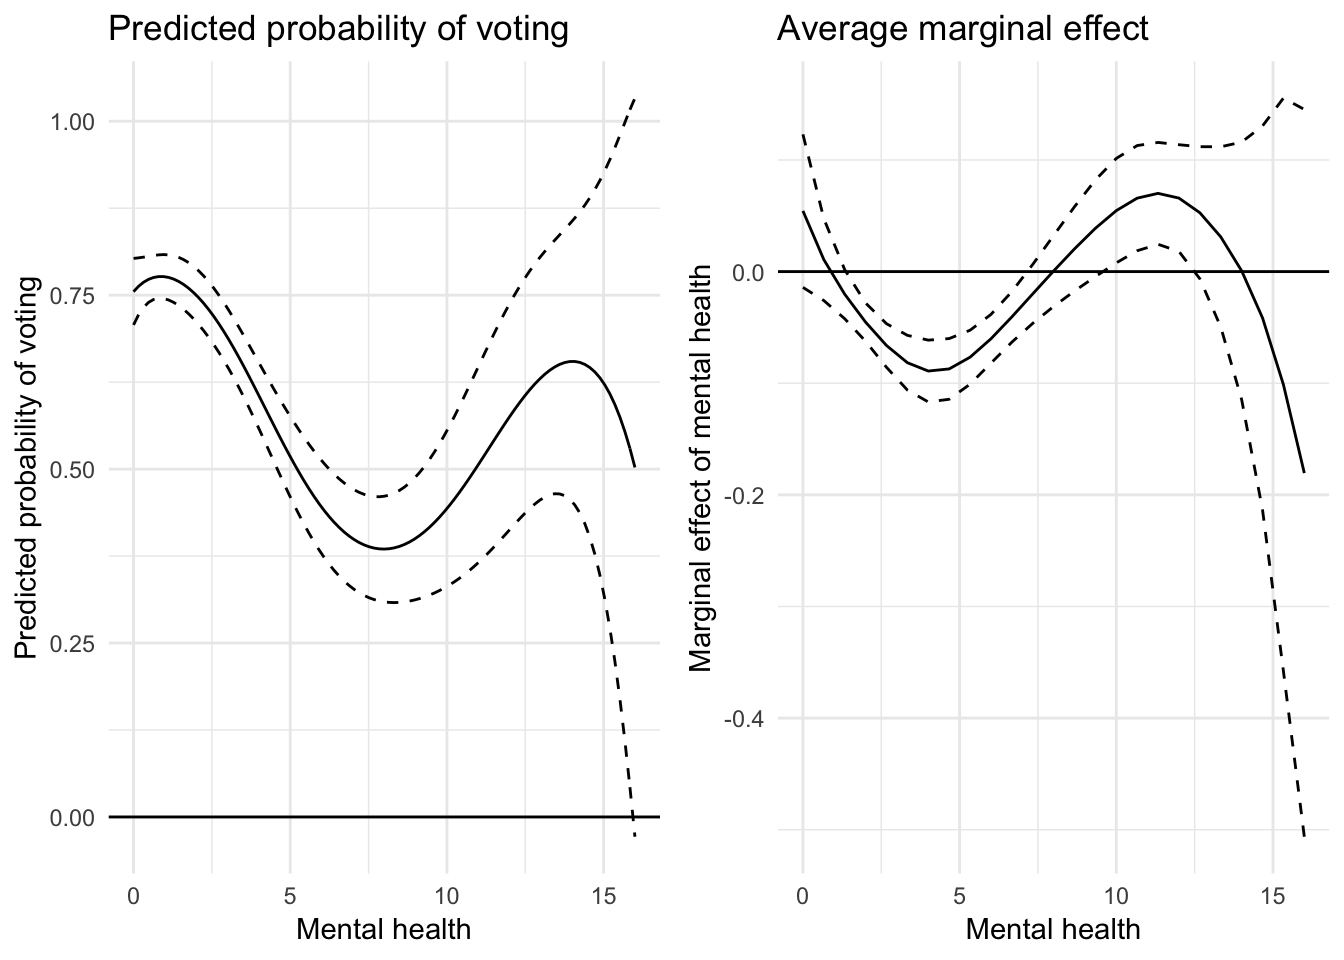 Predicted probability of voting
Predicted probability of voting
1.00
0.75
0.50
0.25
0.00
0 5 10 15
Mental health
Average marginal effect
Marginal effect of mental health
0.0
-0.2
-0.4
0 5 10 15
Mental health